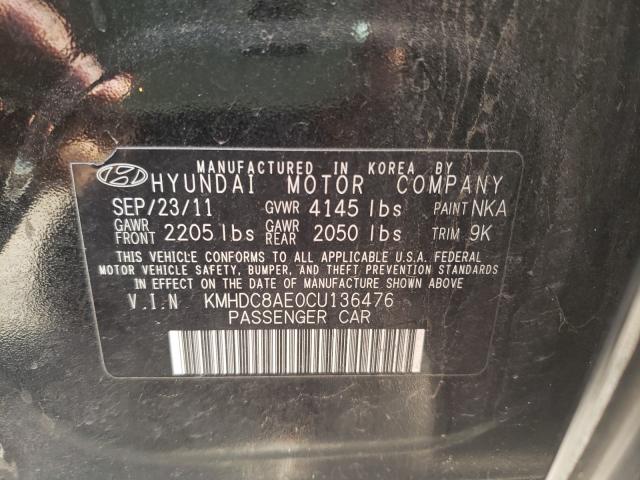 MANUFACTURED IN KOREA BY
HYUNDAI MOTOR COMPANY
SEP/23/11 GVWR 4145 lbs PAINT NKA
GAWR FRONT 2205 lbs GAWR REAR 2050 lbs TRIM 9K
THIS VEHICLE CONFORMS TO ALL APPLICABLE U.S.A. FEDERAL
MOTOR VEHICLE SAFETY, BUMPER, AND THEFT PREVENTION STANDARDS
IN EFFECT ON THE DATE OF MANUFACTURE SHOWN ABOVE.
V.I.N KMHDC8AE0CU136476
PASSENGER CAR